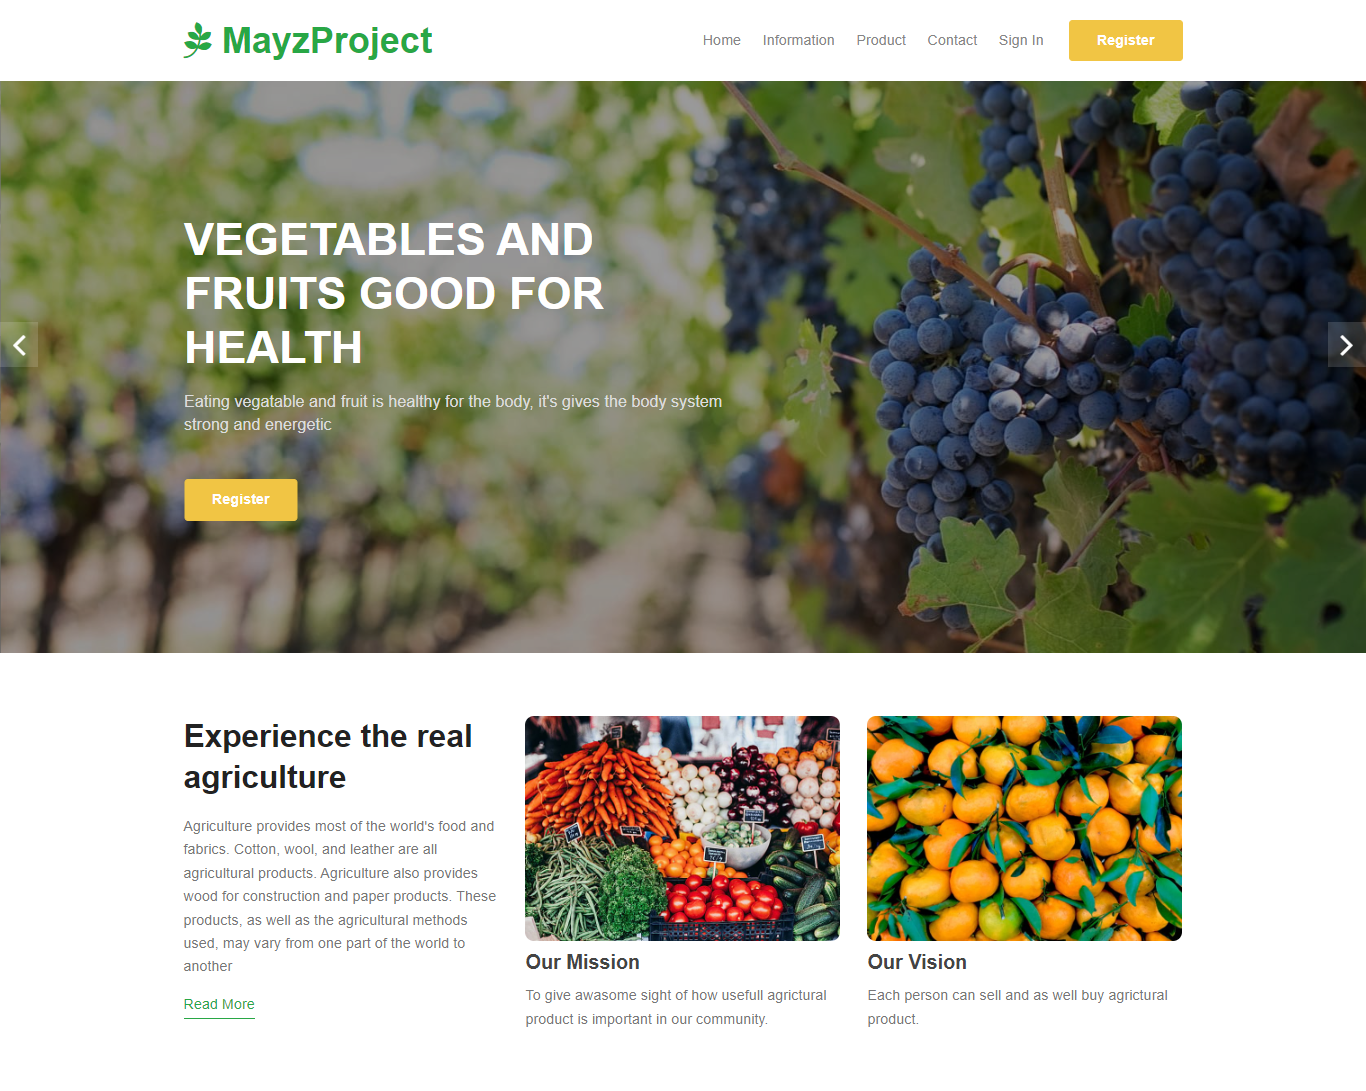 MayzProject
Home Information Product Contact Sign In Register
VEGETABLES AND
FRUITS GOOD FOR
HEALTH
Eating vegatable and fruit is healthy for the body, it's gives the body system
strong and energetic
Register
Experience the real
agriculture
Agriculture provides most of the world's food and
fabrics. Cotton, wool, and leather are all
agricultural products. Agriculture also provides
wood for construction and paper products. These
products, as well as the agricultural methods
used, may vary from one part of the world to
another
Read More
Our Mission
To give awasome sight of how usefull agrictural
product is important in our community.
Our Vision
Each person can sell and as well buy agrictural
product.